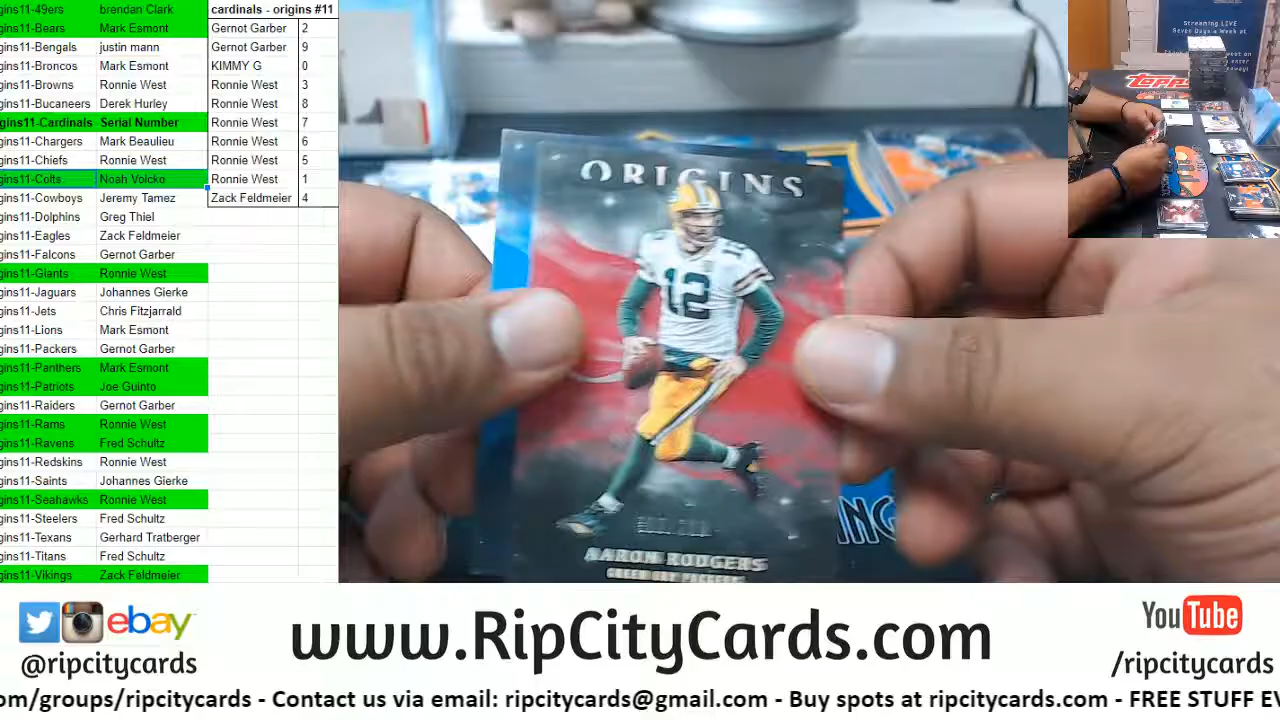 gins11-49ers brendan Clark
gins11-Bears Mark Esmont
gins11-Bengals justin mann
gins11-Broncos Mark Esmont
gins11-Browns Ronnie West
gins11-Bucaneers Derek Hurley
gins11-Cardinals Serial Number
gins11-Chargers Mark Beaulieu
gins11-Chiefs Ronnie West
gins11-Colts Noah Volcko
gins11-Cowboys Jeremy Tamez
gins11-Dolphins Greg Thiel
gins11-Eagles Zack Feldmeier
gins11-Falcons Gernot Garber
gins11-Giants Ronnie West
gins11-Jaguars Johannes Gierke
gins11-Jets Chris Fitzjarrald
gins11-Lions Mark Esmont
gins11-Packers Gernot Garber
gins11-Panthers Mark Esmont
gins11-Patriots Joe Guinto
gins11-Raiders Gernot Garber
gins11-Rams Ronnie West
gins11-Ravens Fred Schultz
gins11-Redskins Ronnie West
gins11-Saints Johannes Gierke
gins11-Seahawks Ronnie West
gins11-Steelers Fred Schultz
gins11-Texans Gerhard Tratberger
gins11-Titans Fred Schultz
gins11-Vikings Zack Feldmeier
cardinals - origins #11
Gernot Garber 2
Gernot Garber 9
KIMMY G 0
Ronnie West 3
Ronnie West 8
Ronnie West 7
Ronnie West 6
Ronnie West 5
Ronnie West 1
Zack Feldmeier 4
ORIGINS
12
AARON RODGERS
GREEN BAY PACKERS
ING
Streaming LIVE
Seven Days a Week at
TOPPS
ebay
@ripcitycards
www.RipCityCards.com
YouTube
/ripcitycards
om/groups/ripcitycards - Contact us via email: ripcitycards@gmail.com - Buy spots at ripcitycards.com - FREE STUFF EV